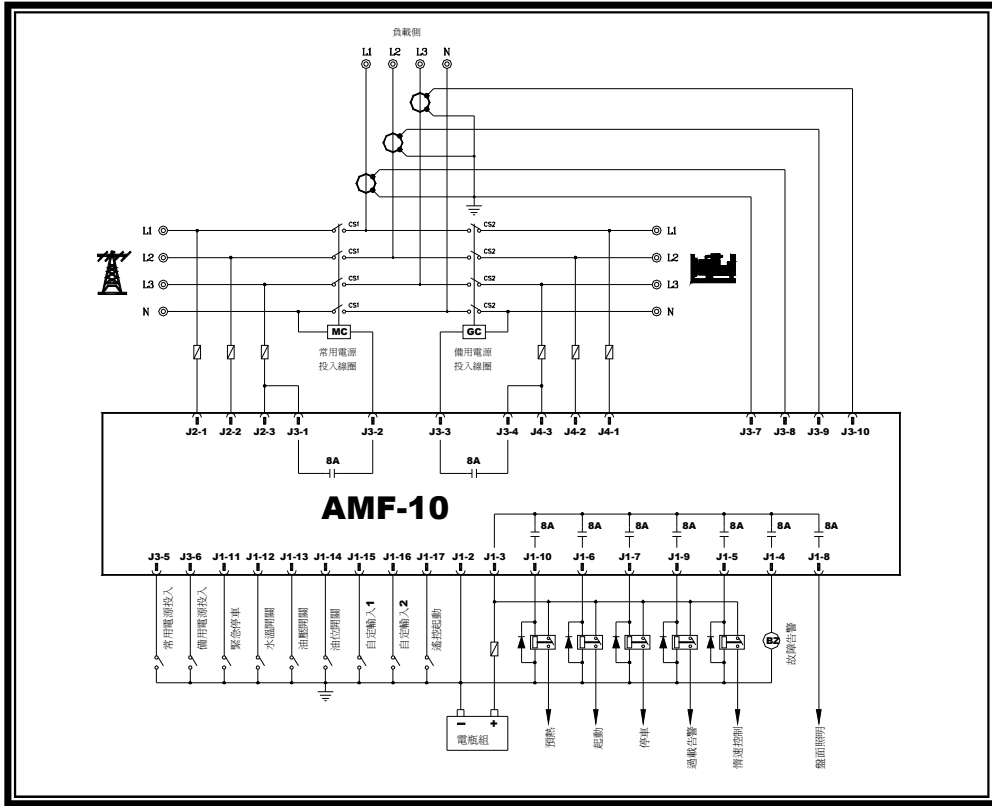 負載側
L1 L2 L3 N
L1 CS1 CS2 L1
L2 CS1 CS2 L2
L3 CS1 CS2 L3
N CS1 CS2 N
MC GC
常用電源 備用電源
投入線圈 投入線圈
J2-1 J2-2 J2-3 J3-1 J3-2 J3-3 J3-4 J4-3 J4-2 J4-1 J3-7 J3-8 J3-9 J3-10
8A 8A
AMF-10
8A 8A 8A 8A 8A 8A 8A
J3-5 J3-6 J1-11 J1-12 J1-13 J1-14 J1-15 J1-16 J1-17 J1-2 J1-3 J1-10 J1-6 J1-7 J1-9 J1-5 J1-4 J1-8
常用電源投入
備用電源投入
緊急停車
水溫開關
油壓開關
油位開關
自定輸入1
自定輸入2
遙控起動
BZ
故障告警
− +
電瓶組
預熱
起動
停車
過載告警
惰速控制
盤面照明